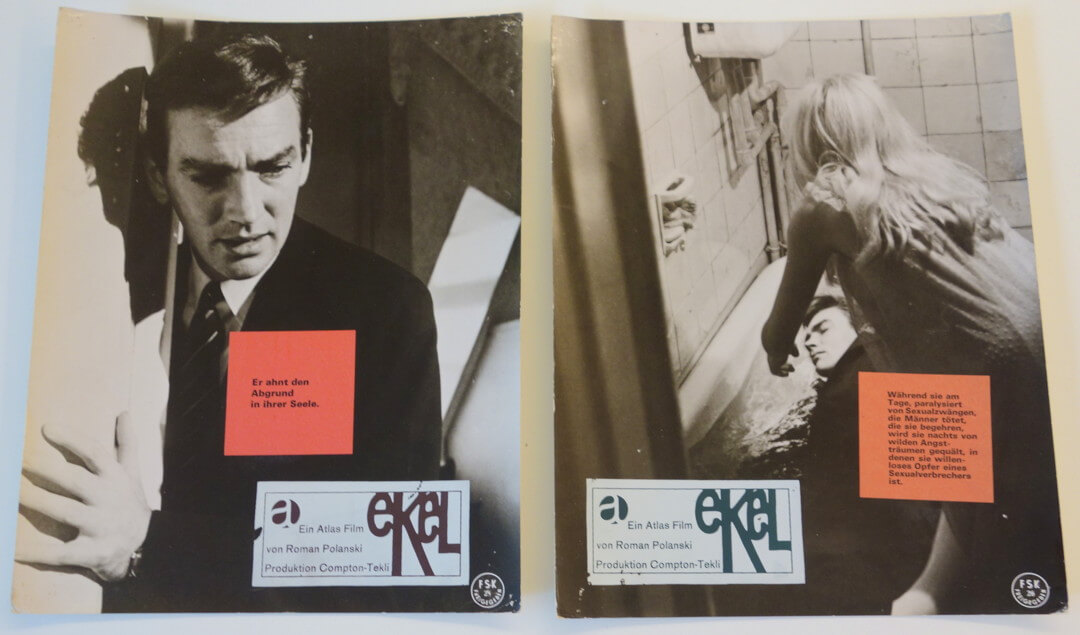 Er ahnt den
Abgrund
in ihrer Seele.
a
Ein Atlas Film
von Roman Polanski
Produktion Compton-Tekli
EKEL
FSK
FREIGEGEBEN
Während sie am
Tage, paralysiert
von Sexualzwängen,
die Männer tötet,
die sie begehren,
wird sie nachts von
wilden Angst-
träumen gequält, in
denen sie willen-
loses Opfer eines
Sexualverbrechers
ist.
a
Ein Atlas Film
von Roman Polanski
Produktion Compton-Tekli
EKEL
FSK
FREIGEGEBEN